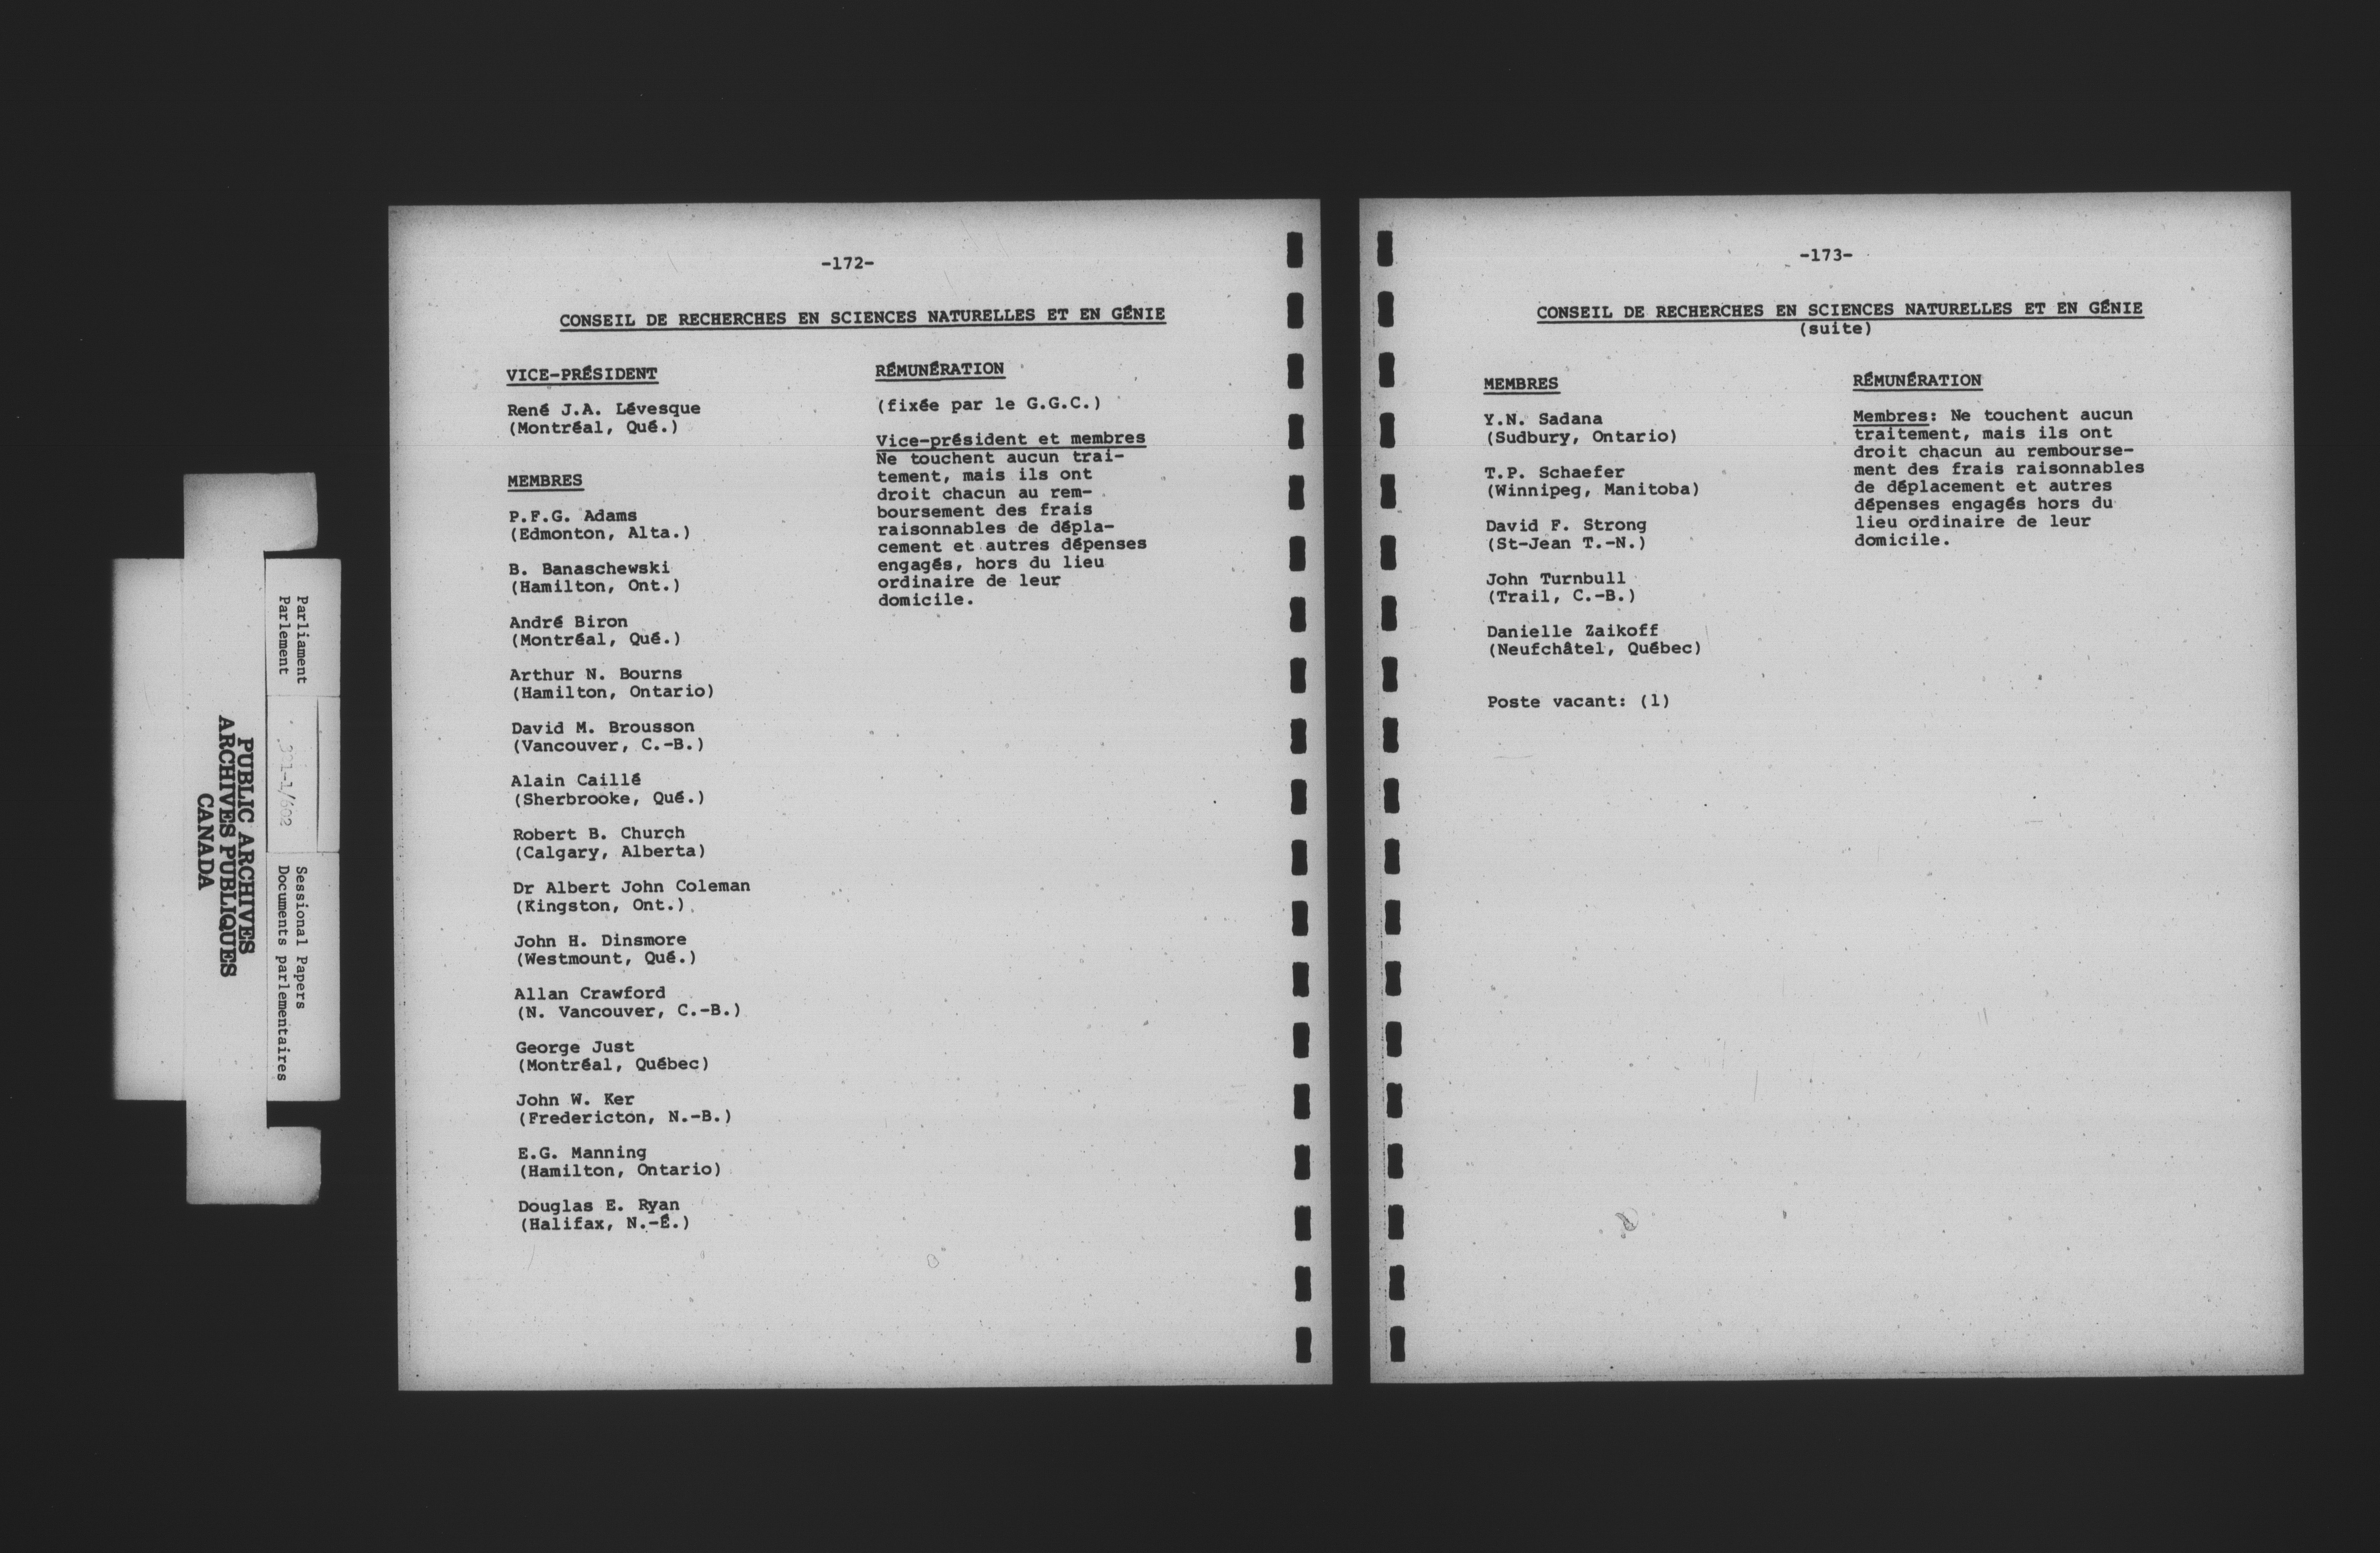 Parliament
Parlement
Sessional Papers
Documents parlementaires
PUBLIC ARCHIVES
ARCHIVES PUBLIQUES
CANADA
-172-
CONSEIL DE RECHERCHES EN SCIENCES NATURELLES ET EN GÉNIE
VICE-PRÉSIDENT
René J.A. Lévesque
(Montréal, Qué.)
MEMBRES
P.F.G. Adams
(Edmonton, Alta.)
B. Banaschewski
(Hamilton, Ont.)
André Biron
(Montréal, Qué.)
Arthur N. Bourns
(Hamilton, Ontario)
David M. Brousson
(Vancouver, C.-B.)
Alain Caillé
(Sherbrooke, Qué.)
Robert B. Church
(Calgary, Alberta)
Dr Albert John Coleman
(Kingston, Ont.)
John H. Dinsmore
(Westmount, Qué.)
Allan Crawford
(N. Vancouver, C.-B.)
George Just
(Montréal, Québec)
John W. Ker
(Fredericton, N.-B.)
E.G. Manning
(Hamilton, Ontario)
Douglas E. Ryan
(Halifax, N.-É.)
RÉMUNÉRATION
(fixée par le G.G.C.)
Vice-président et membres
Ne touchent aucun trai-
tement, mais ils ont
droit chacun au rem-
boursement des frais
raisonnables de dépla-
cement et autres dépenses
engagés, hors du lieu
ordinaire de leur
domicile.
-173-
CONSEIL DE RECHERCHES EN SCIENCES NATURELLES ET EN GÉNIE
(suite)
MEMBRES
Y.N. Sadana
(Sudbury, Ontario)
T.P. Schaefer
(Winnipeg, Manitoba)
David F. Strong
(St-Jean T.-N.)
John Turnbull
(Trail, C.-B.)
Danielle Zaikoff
(Neufchâtel, Québec)
Poste vacant: (1)
RÉMUNÉRATION
Membres: Ne touchent aucun
traitement, mais ils ont
droit chacun au rembourse-
ment des frais raisonnables
de déplacement et autres
dépenses engagés hors du
lieu ordinaire de leur
domicile.